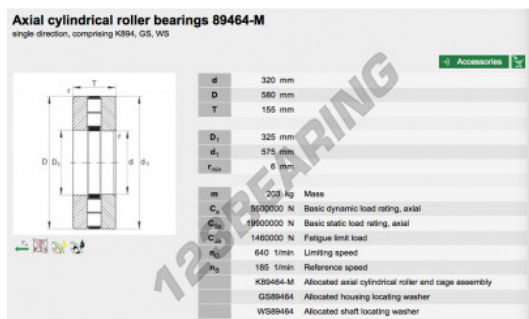 Axial cylindrical roller bearings 89464-M
single direction, comprising K894, GS, WS
Accessories
d 320 mm
D 580 mm
T 155 mm
D1 325 mm
d1 575 mm
rmin 6 mm
m 203 kg Mass
Ca 5500000 N Basic dynamic load rating, axial
C0a 19900000 N Basic static load rating, axial
Cua 1460000 N Fatigue limit load
nG 640 1/min Limiting speed
nB 185 1/min Reference speed
K89464-M Allocated axial cylindrical roller and cage assembly
GS89464 Allocated housing locating washer
WS89464 Allocated shaft locating washer
T
r
r
D D1 d d1
123BEARING